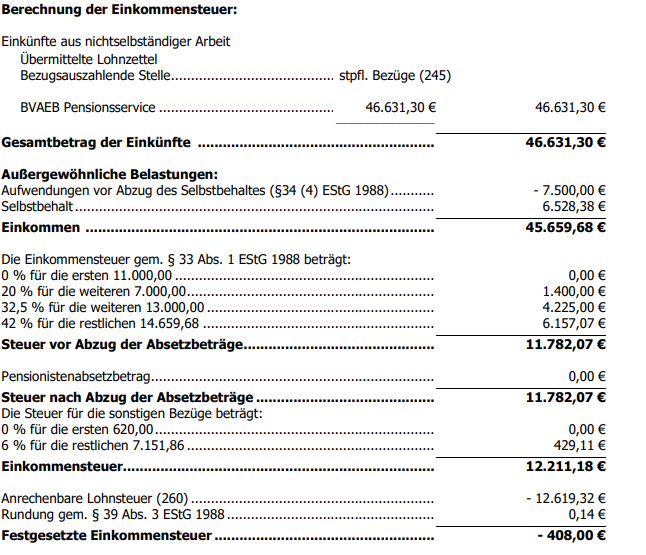 Berechnung der Einkommensteuer:
Einkünfte aus nichtselbständiger Arbeit
Übermittelte Lohnzettel
Bezugsauszahlende Stelle........................................ stpfl. Bezüge (245)
BVAEB Pensionsservice ........................................... 46.631,30 € 46.631,30 €
Gesamtbetrag der Einkünfte ........................................................ 46.631,30 €
Außergewöhnliche Belastungen:
Aufwendungen vor Abzug des Selbstbehaltes (§34 (4) EStG 1988)........... - 7.500,00 €
Selbstbehalt........................................................................................ 6.528,38 €
Einkommen .................................................................................. 45.659,68 €
Die Einkommensteuer gem. § 33 Abs. 1 EStG 1988 beträgt:
0 % für die ersten 11.000,00 ................................................................ 0,00 €
20 % für die weiteren 7.000,00............................................................. 1.400,00 €
32,5 % für die weiteren 13.000,00 ........................................................ 4.225,00 €
42 % für die restlichen 14.659,68 ......................................................... 6.157,07 €
Steuer vor Abzug der Absetzbeträge.............................................. 11.782,07 €
Pensionistenabsetzbetrag...................................................................... 0,00 €
Steuer nach Abzug der Absetzbeträge ........................................... 11.782,07 €
Die Steuer für die sonstigen Bezüge beträgt:
0 % für die ersten 620,00..................................................................... 0,00 €
6 % für die restlichen 7.151,86 ............................................................. 429,11 €
Einkommensteuer.......................................................................... 12.211,18 €
Anrechenbare Lohnsteuer (260) ............................................................ - 12.619,32 €
Rundung gem. § 39 Abs. 3 EStG 1988 ................................................... 0,14 €
Festgesetzte Einkommensteuer ..................................................... - 408,00 €